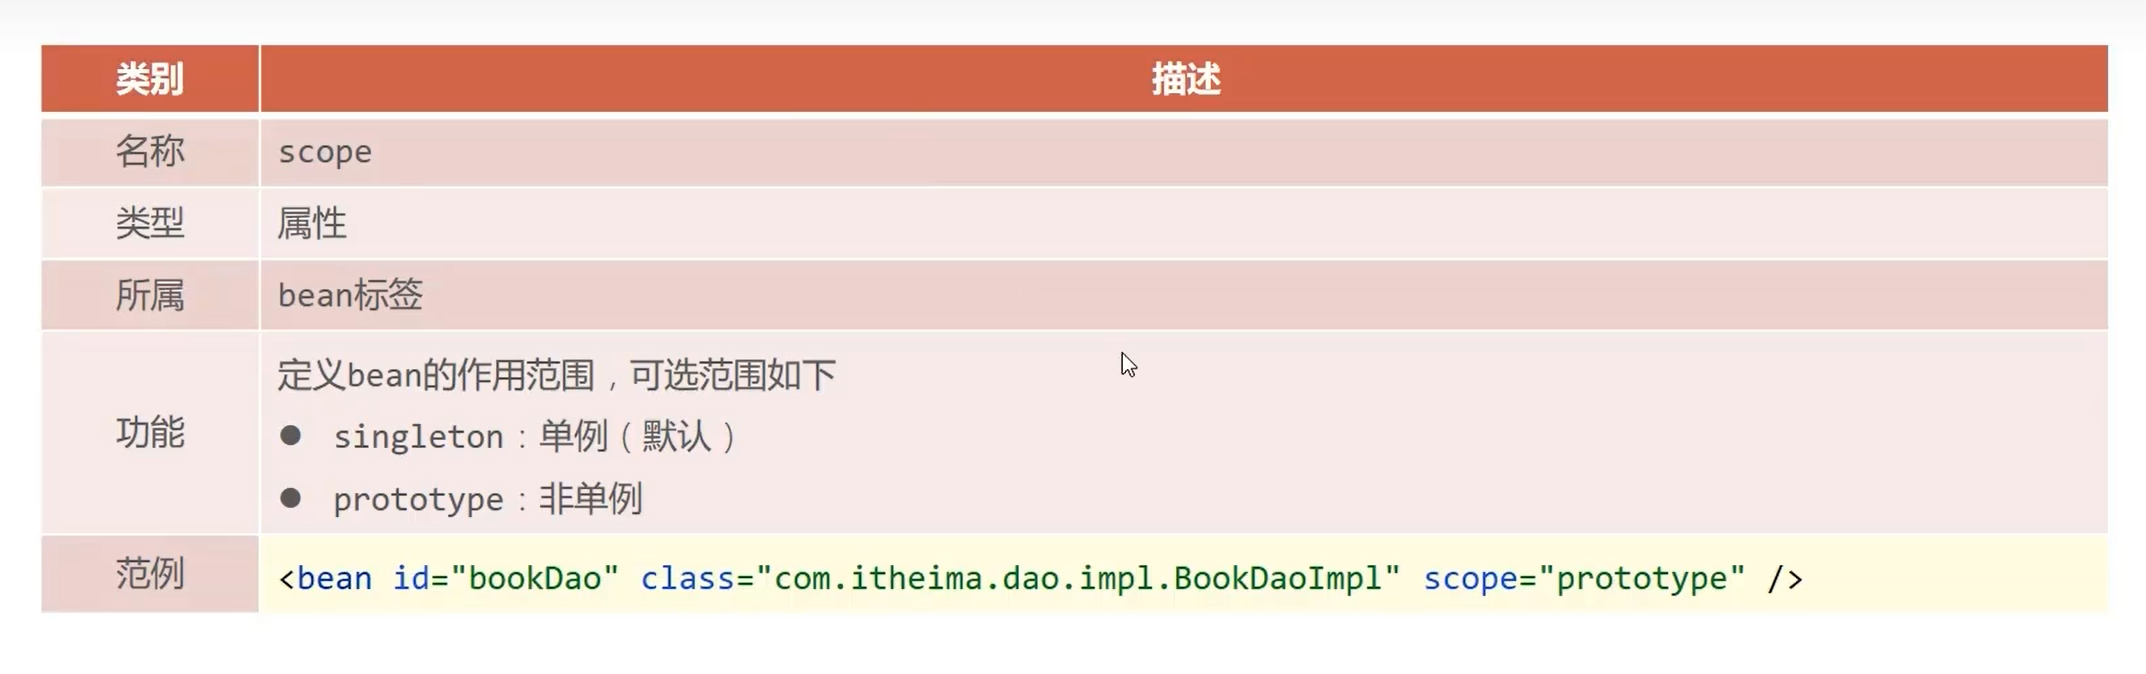 类别 描述
名称 scope
类型 属性
所属 bean标签
功能
定义bean的作用范围，可选范围如下
● singleton：单例（默认）
● prototype：非单例
范例 <bean id="bookDao" class="com.itheima.dao.impl.BookDaoImpl" scope="prototype" />